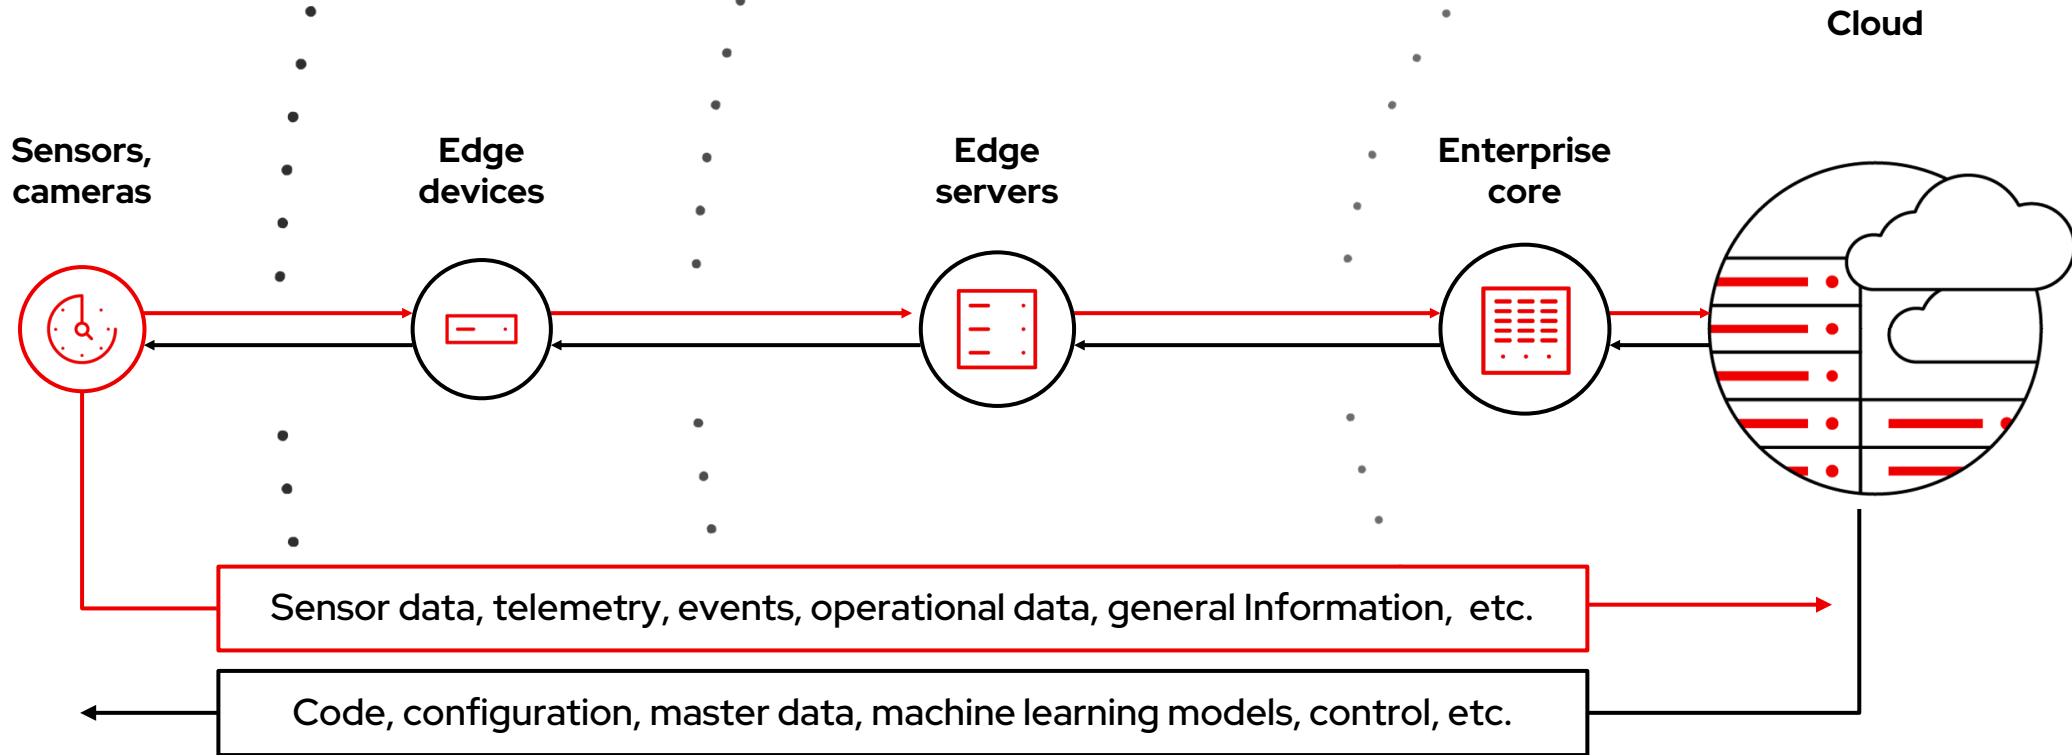 Cloud
Sensors,
cameras
Edge
devices
Edge
servers
Enterprise
core
Sensor data, telemetry, events, operational data, general Information, etc.
Code, configuration, master data, machine learning models, control, etc.